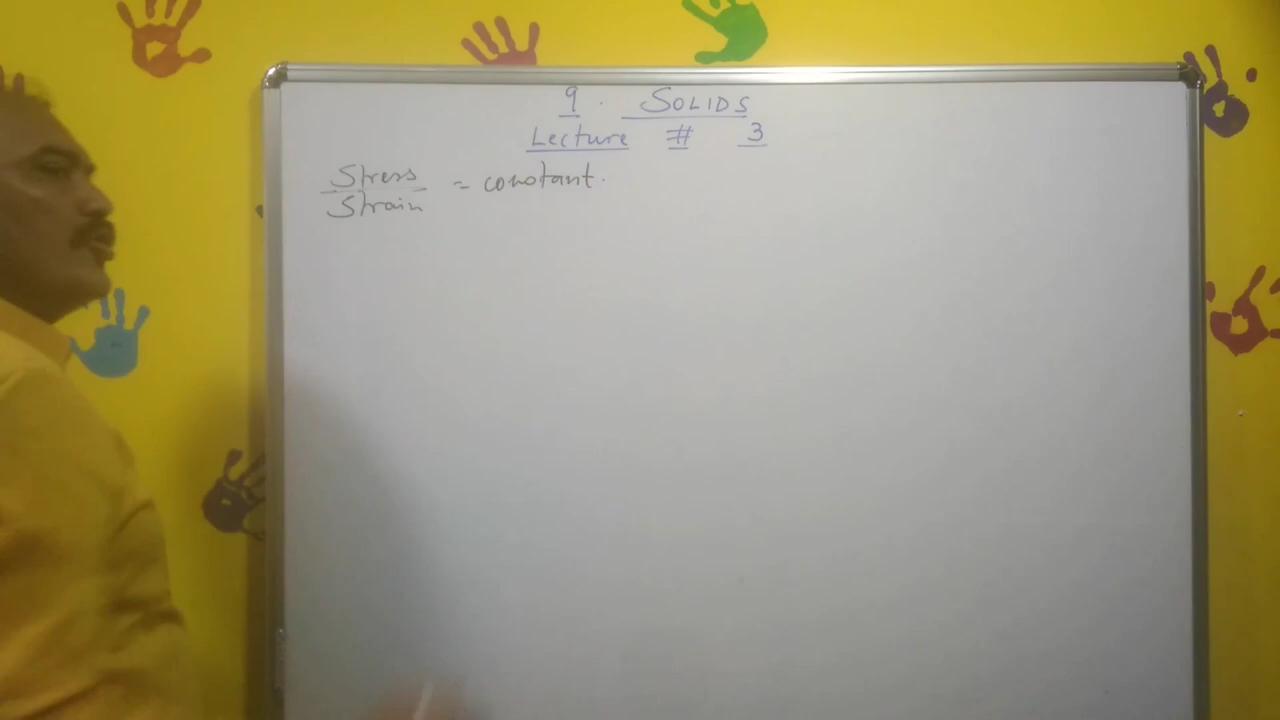 9. SOLIDS
Lecture # 3
Stress
Strain = constant.